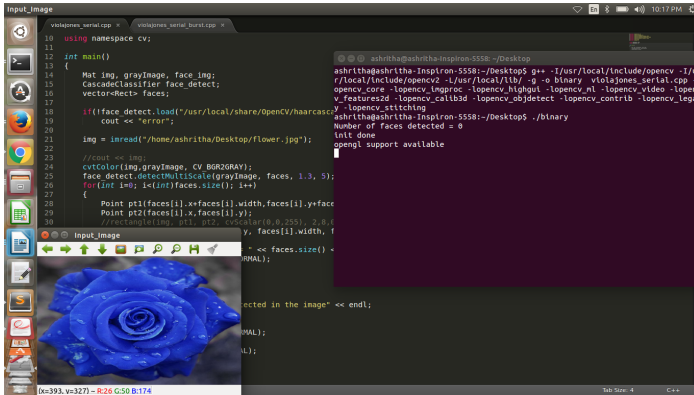 Input_Image
En
10:17 PM
violajones_serial.cpp ×
violajones_serial_burst.cpp ×
10 using namespace cv;
11
12 int main()
13 {
14 Mat img, grayImage, face_img;
15 CascadeClassifier face_detect;
16 vector<Rect> faces;
17
18 if(!face_detect.load("/usr/local/share/OpenCV/haarcasca
19 cout << "error";
20
21 img = imread("/home/ashritha/Desktop/flower.jpg");
22
23 //cout << img;
24 cvtColor(img,grayImage, CV_BGR2GRAY);
25 face_detect.detectMultiScale(grayImage, faces, 1.3, 5);
26 for(int i=0; i<(int)faces.size(); i++)
27 {
28 Point pt1(faces[i].x+faces[i].width,faces[i].y+face
29 Point pt2(faces[i].x,faces[i].y);
30 //rectangle(img, pt1, pt2, cvScalar(0,0,255), 2,8,0
y, faces[i].width, f
" << faces.size() <
ORMAL);
tected in the image" << endl;
MAL);
AL);
ashritha@ashritha-Inspiron-5558: ~/Desktop
ashritha@ashritha-Inspiron-5558:~/Desktop$ g++ -I/usr/local/include/opencv -I/u
r/local/include/opencv2 -L/usr/local/lib/ -g -o binary violajones_serial.cpp -
opencv_core -lopencv_imgproc -lopencv_highgui -lopencv_ml -lopencv_video -lopen
v_features2d -lopencv_calib3d -lopencv_objdetect -lopencv_contrib -lopencv_lega
y -lopencv_stitching
ashritha@ashritha-Inspiron-5558:~/Desktop$ ./binary
Number of faces detected = 0
init done
opengl support available
Input_Image
(x=393, y=327) ~ R:26 G:50 B:174
Tab Size: 4
C++